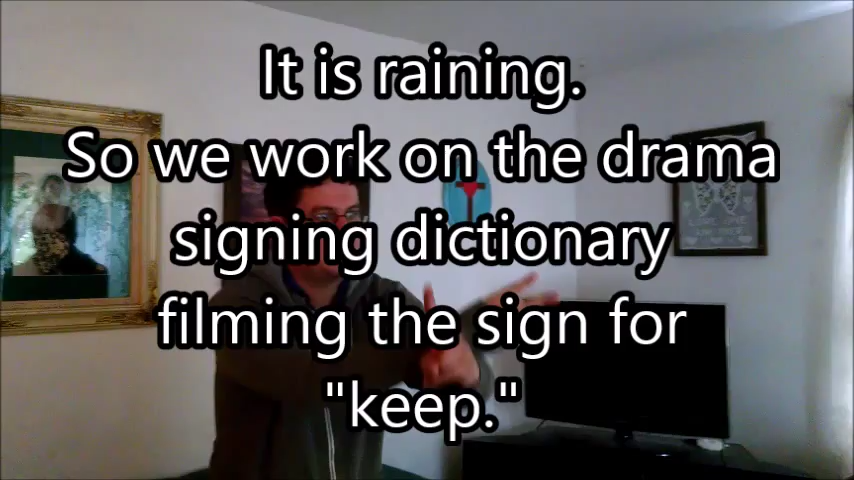 It is raining.
So we work on the drama
signing dictionary
filming the sign for
"keep."